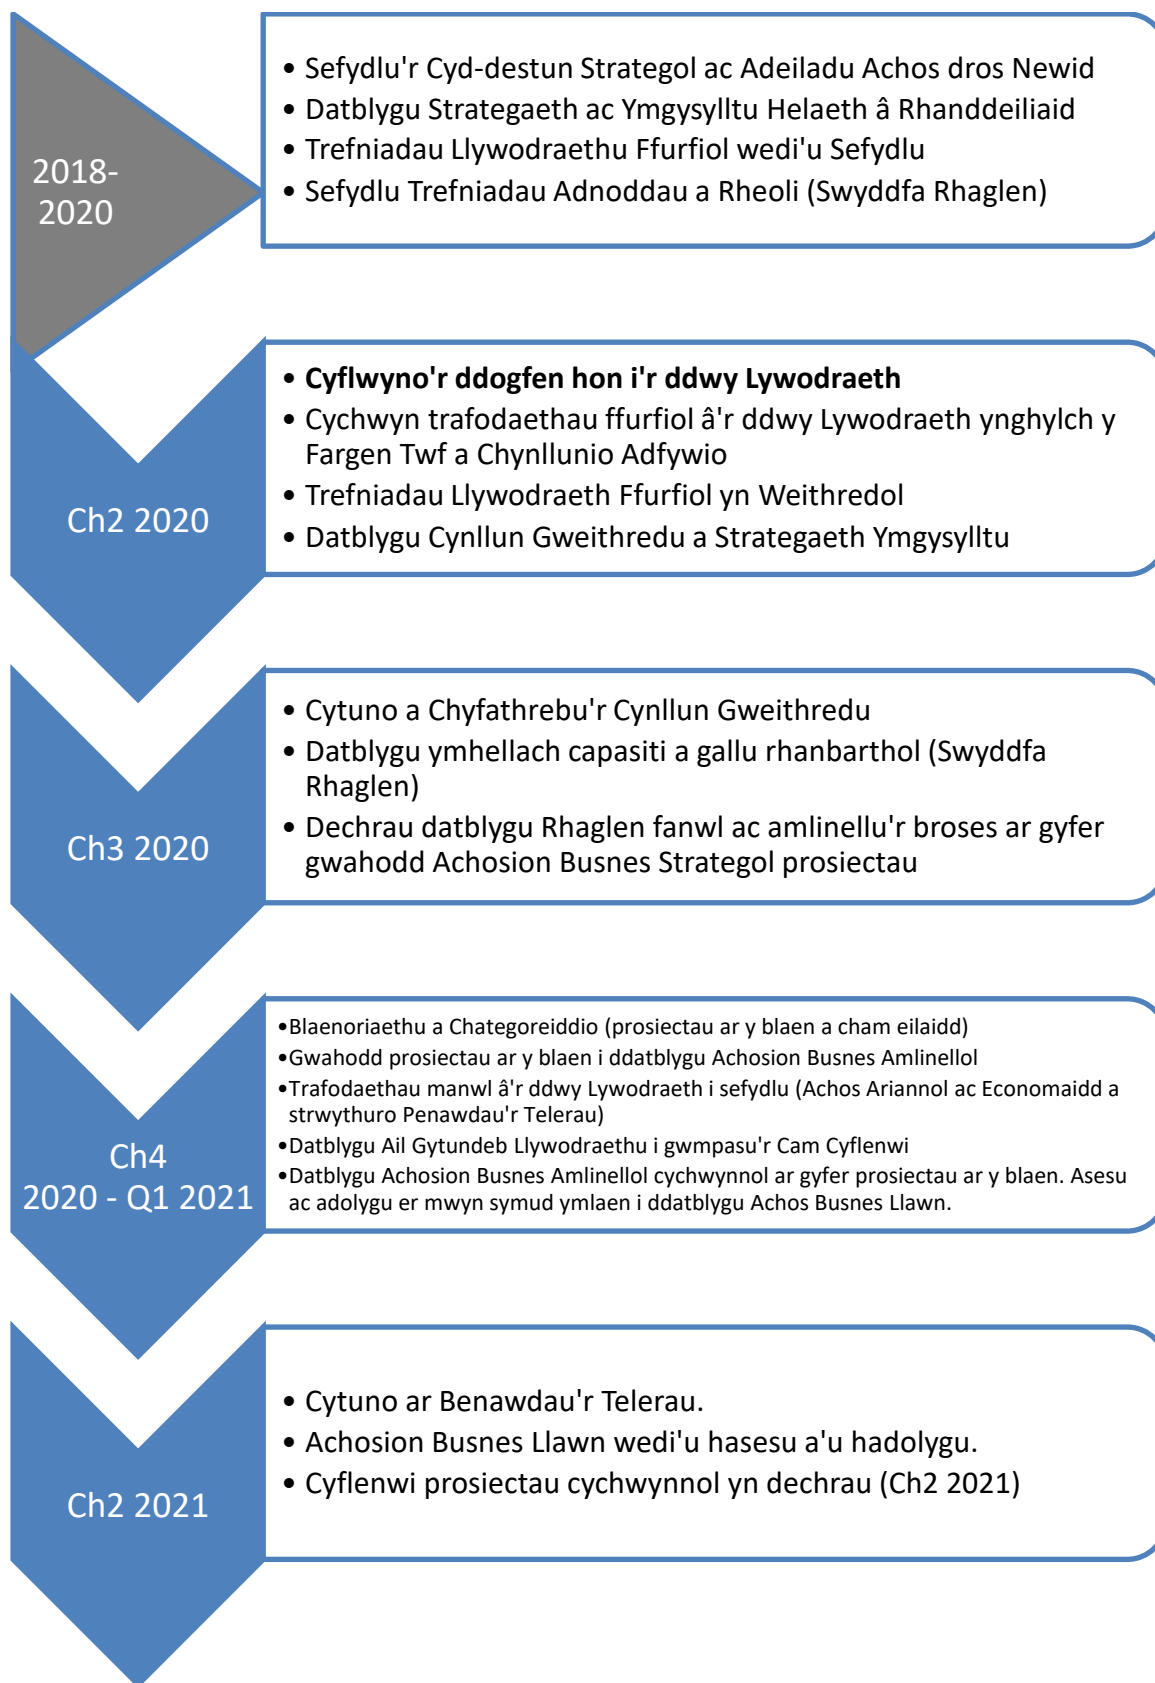 2018-
2020
• Sefydlu'r Cyd-destun Strategol ac Adeiladu Achos dros Newid
• Datblygu Strategaeth ac Ymgysylltu Helaeth â Rhanddeiliaid
• Trefniadau Llywodraethu Ffurfiol wedi'u Sefydlu
• Sefydlu Trefniadau Adnoddau a Rheoli (Swyddfa Rhaglen)
Ch2 2020
• Cyflwyno'r ddogfen hon i'r ddwy Lywodraeth
• Cychwyn trafodaethau ffurfiol â'r ddwy Lywodraeth ynghylch y
Fargen Twf a Chynllunio Adfywio
• Trefniadau Llywodraeth Ffurfiol yn Weithredol
• Datblygu Cynllun Gweithredu a Strategaeth Ymgysylltu
Ch3 2020
• Cytuno a Chyfathrebu'r Cynllun Gweithredu
• Datblygu ymhellach capasiti a gallu rhanbarthol (Swyddfa
Rhaglen)
• Dechrau datblygu Rhaglen fanwl ac amlinellu'r broses ar gyfer
gwahodd Achosion Busnes Strategol prosiectau
Ch4
2020 - Q1 2021
•Blaenoriaethu a Chategoreiddio (prosiectau ar y blaen a cham eilaidd)
•Gwahodd prosiectau ar y blaen i ddatblygu Achosion Busnes Amlinellol
•Trafodaethau manwl â'r ddwy Lywodraeth i sefydlu (Achos Ariannol ac Economaidd a
strwythuro Penawdau'r Telerau)
•Datblygu Ail Gytundeb Llywodraethu i gwmpasu'r Cam Cyflenwi
•Datblygu Achosion Busnes Amlinellol cychwynnol ar gyfer prosiectau ar y blaen. Asesu
ac adolygu er mwyn symud ymlaen i ddatblygu Achos Busnes Llawn.
Ch2 2021
• Cytuno ar Benawdau'r Telerau.
• Achosion Busnes Llawn wedi'u hasesu a'u hadolygu.
• Cyflenwi prosiectau cychwynnol yn dechrau (Ch2 2021)